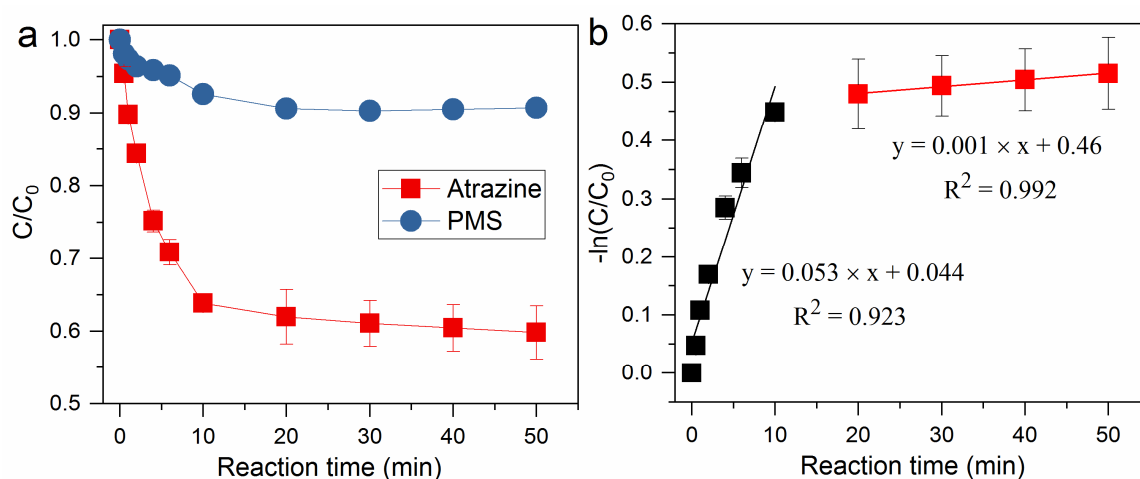 a
1.0
0.9
0.8
0.7
0.6
0.5
C/C₀
Atrazine
PMS
0 10 20 30 40 50
Reaction time (min)
b
0.6
0.5
0.4
0.3
0.2
0.1
0.0
-ln(C/C₀)
y = 0.001 × x + 0.46
R² = 0.992
y = 0.053 × x + 0.044
R² = 0.923
0 10 20 30 40 50
Reaction time (min)